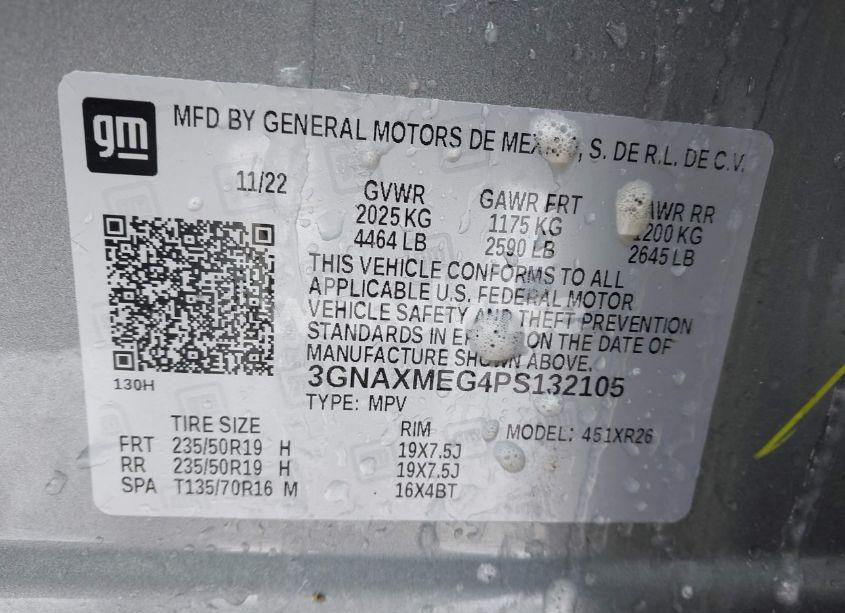 gm
MFD BY GENERAL MOTORS DE MEX, S. DE R.L. DE C.V.
11/22
GVWR
2025 KG
4464 LB
GAWR FRT
1175 KG
2590 LB
AWR RR
1200 KG
2645 LB
THIS VEHICLE CONFORMS TO ALL
APPLICABLE U.S. FEDERAL MOTOR
VEHICLE SAFETY AND THEFT PREVENTION
STANDARDS IN EFF ON THE DATE OF
MANUFACTURE SHOWN ABOVE.
3GNAXMEG4PS132105
TYPE: MPV
130H
TIRE SIZE
RIM
MODEL: 451XR26
FRT 235/50R19 H 19X7.5J
RR 235/50R19 H 19X7.5J
SPA T135/70R16 M 16X4BT